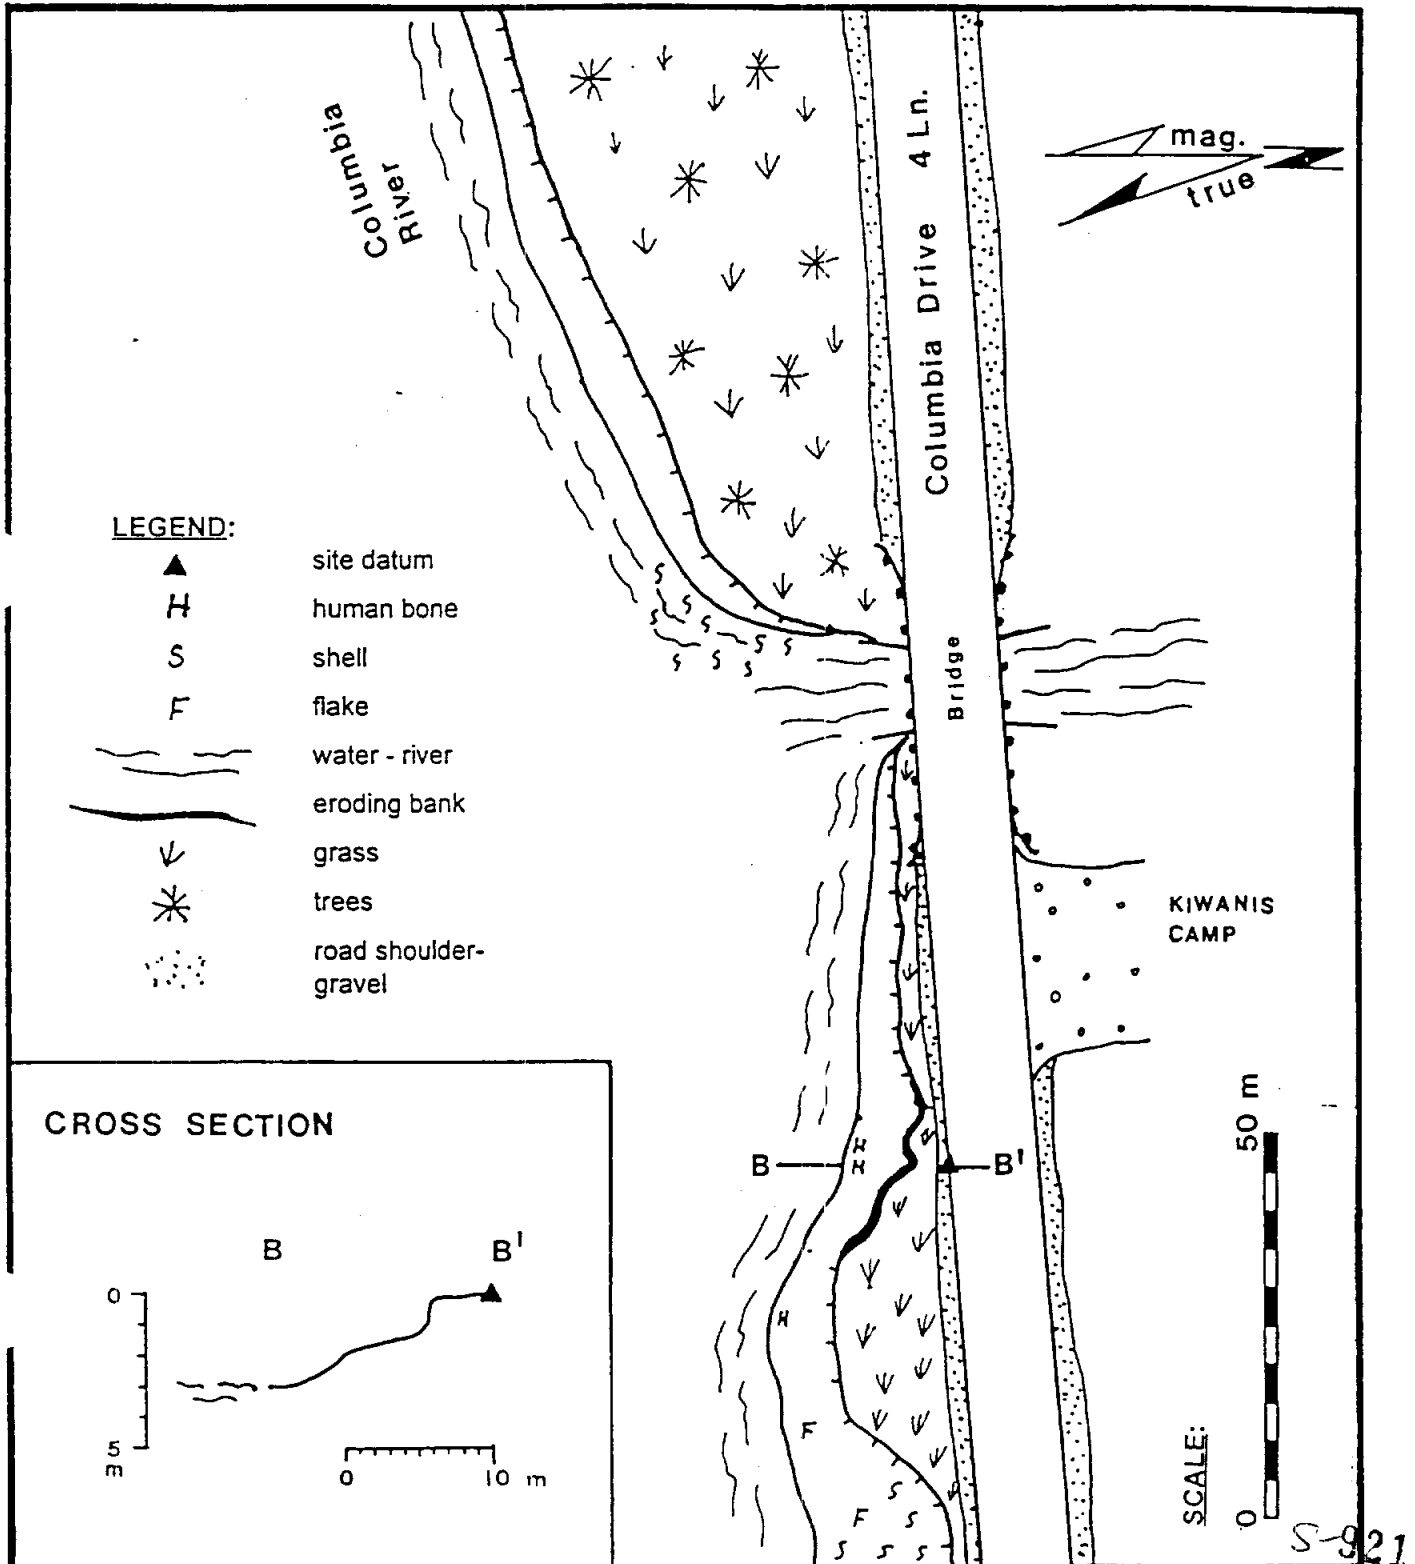 Columbia
River
Columbia Drive 4 Ln.
mag.
true
LEGEND:
site datum
H human bone
S shell
F flake
water - river
eroding bank
grass
trees
road shoulder-
gravel
Bridge
KIWANIS
CAMP
S
S
S
S
S
S
S
S
S
S
H
H
B
B'
H
F
S
F
S
S
S
S
CROSS SECTION
B
B'
0
5
m
0
10 m
50 m
0
SCALE:
S-921